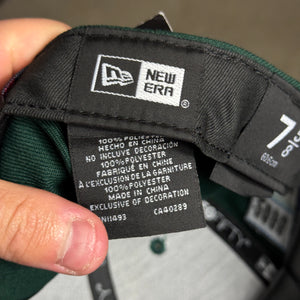 NEW
ERA
®
100% POLYESTER
HECHO EN CHINA
NO INCLUYE DECORACIÓN
100% POLYESTER
FABRIQUÉ EN CHINE
À L'EXCLUSION DE GARNITURE
100% POLYESTER
MADE IN CHINA
EXCLUSIVE OF DECORATION
CA40289
7